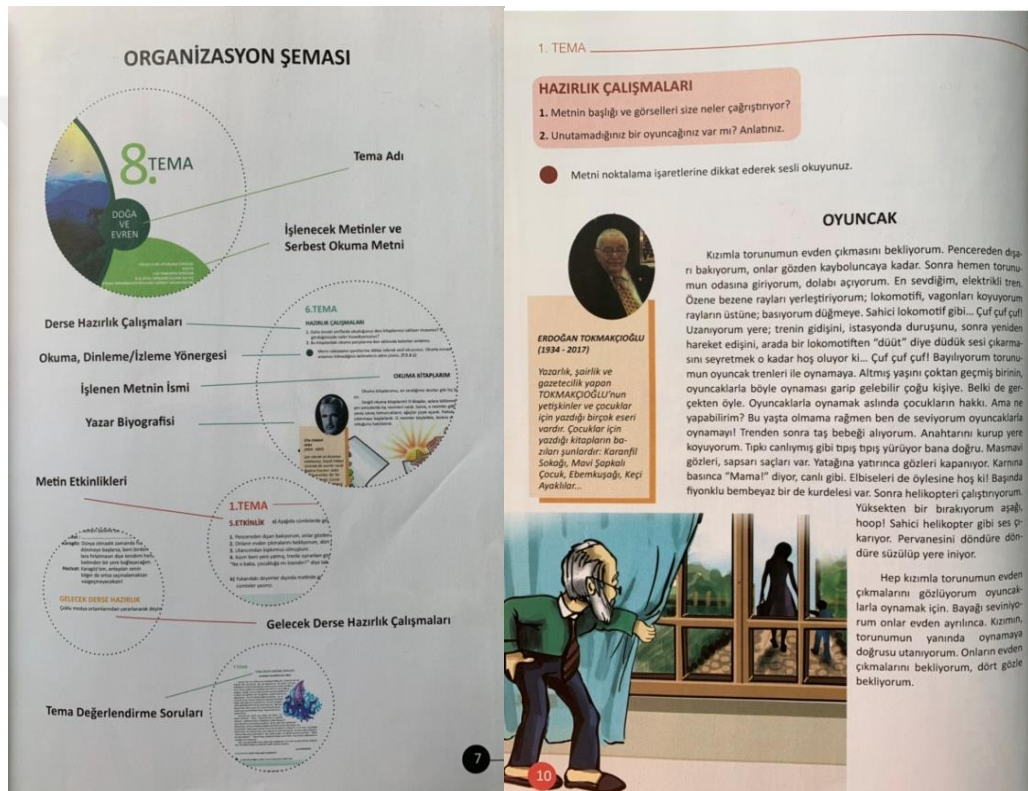 ORGANİZASYON ŞEMASI
8.
TEMA
DOĞA
VE
EVREN
Tema Adı
İşlenecek Metinler ve
Serbest Okuma Metni
Derse Hazırlık Çalışmaları
Okuma, Dinleme/İzleme Yönergesi
İşlenen Metnin İsmi
Yazar Biyografisi
6.TEMA
HAZIRLIK ÇALIŞMALARI
OKUMA KİTAPLARIM
Metin Etkinlikleri
1.TEMA
5.ETKİNLİK
GELECEK DERSE HAZIRLIK
Gelecek Derse Hazırlık Çalışmaları
Tema Değerlendirme Soruları
7
1. TEMA
HAZIRLIK ÇALIŞMALARI
1. Metnin başlığı ve görselleri size neler çağrıştırıyor?
2. Unutamadığınız bir oyuncağınız var mı? Anlatınız.
Metni noktalama işaretlerine dikkat ederek sesli okuyunuz.
OYUNCAK
ERDOĞAN TOKMAKÇIOĞLU
(1934 - 2017)
Yazarlık, şairlik ve
gazetecilik yapan
TOKMAKÇIOĞLU'nun
yetişkinler ve çocuklar
için yazdığı birçok eseri
vardır. Çocuklar için
yazdığı kitapların ba-
zıları şunlardır: Karanfil
Sokağı, Mavi Şapkalı
Çocuk, Ebemkuşağı, Keçi
Ayaklılar...
Kızımla torunumun evden çıkmasını bekliyorum. Pencereden dışa-
rı bakıyorum, onlar gözden kayboluncaya kadar. Sonra hemen torunu-
mun odasına giriyorum, dolabı açıyorum. En sevdiğim, elektrikli tren.
Özene bezene rayları yerleştiriyorum; lokomotifi, vagonları koyuyorum
rayların üstüne; basıyorum düğmeye. Sahici lokomotif gibi... Çuf çuf çuf!
Uzanıyorum yere; trenin gidişini, istasyonda duruşunu, sonra yeniden
hareket edişini, arada bir lokomotiften "düüt" diye düdük sesi çıkarma-
sını seyretmek o kadar hoş oluyor ki... Çuf çuf çuf! Bayılıyorum torunu-
mun oyuncak trenleri ile oynamaya. Altmış yaşını çoktan geçmiş birinin,
oyuncaklarla böyle oynaması garip gelebilir çoğu kişiye. Belki de ger-
çekten öyle. Oyuncaklarla oynamak aslında çocukların hakkı. Ama ne
yapabilirim? Bu yaşta olmama rağmen ben de seviyorum oyuncaklarla
oynamayı! Trenden sonra taş bebeği alıyorum. Anahtarını kurup yere
koyuyorum. Tıpkı canlıymış gibi tıpış tıpış yürüyor bana doğru. Masmavi
gözleri, sapsarı saçları var. Yatağına yatırınca gözleri kapanıyor. Karnına
basınca "Mama!" diyor, canlı gibi. Elbiseleri de öylesine hoş ki! Başında
fiyonklu bembeyaz bir de kurdelesi var. Sonra helikopteri çalıştırıyorum.
Yüksekten bir bırakıyorum aşağı,
hoop! Sahici helikopter gibi ses çı-
karıyor. Pervanesini döndüre dön-
düre süzülüp yere iniyor.
Hep kızımla torunumun evden
çıkmalarını gözlüyorum oyuncak-
larla oynamak için. Bayağı seviniyo-
rum onlar evden ayrılınca. Kızımın,
torunumun yanında oynamaya
doğrusu utanıyorum. Onların evden
çıkmalarını bekliyorum, dört gözle
bekliyorum.
10